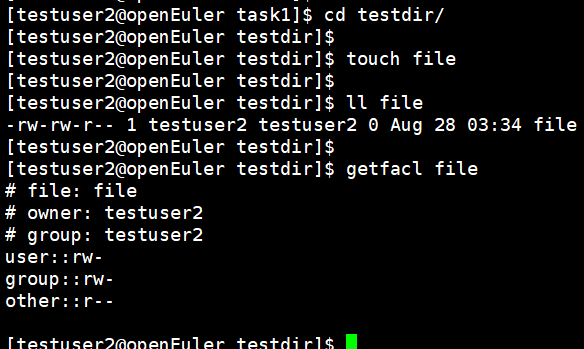 [testuser2@openEuler task1]$ cd testdir/
[testuser2@openEuler testdir]$
[testuser2@openEuler testdir]$ touch file
[testuser2@openEuler testdir]$
[testuser2@openEuler testdir]$ ll file
-rw-rw-r-- 1 testuser2 testuser2 0 Aug 28 03:34 file
[testuser2@openEuler testdir]$
[testuser2@openEuler testdir]$ getfacl file
# file: file
# owner: testuser2
# group: testuser2
user::rw-
group::rw-
other::r--
[testuser2@openEuler testdir]$